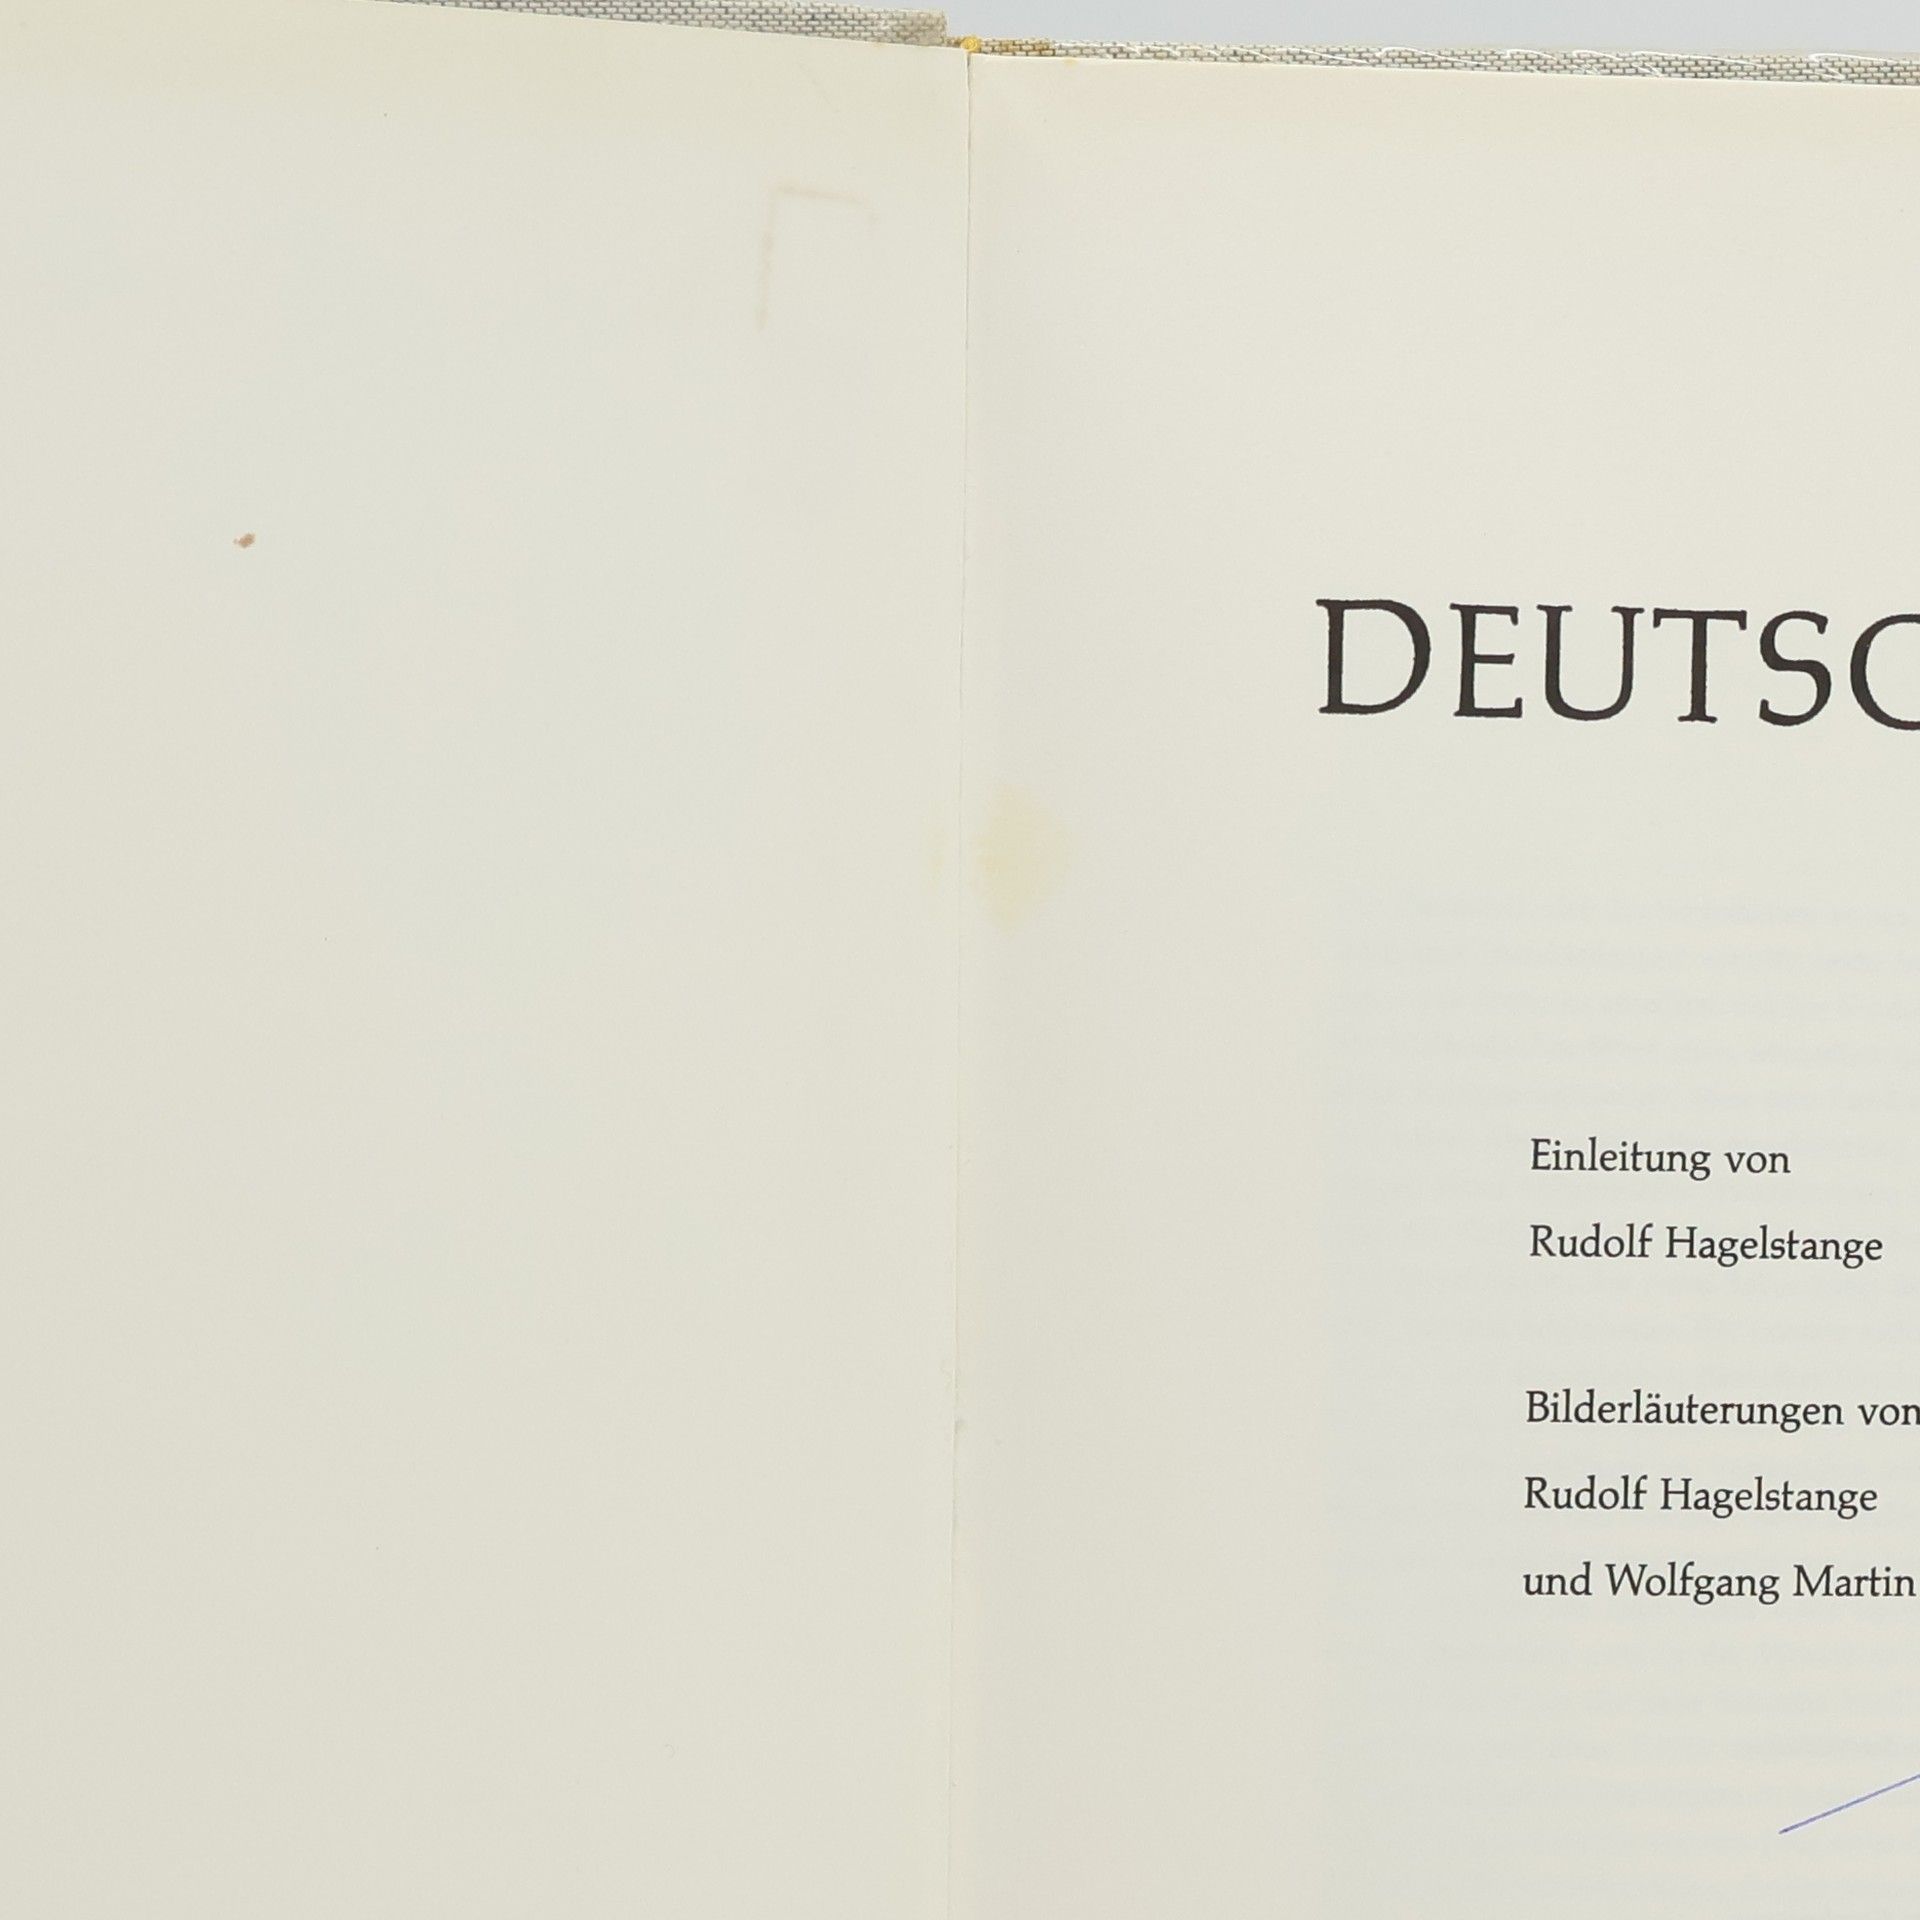 DEUTSC
Einleitung von
Rudolf Hagelstange
Bilderläuterungen von
Rudolf Hagelstange
und Wolfgang Martin